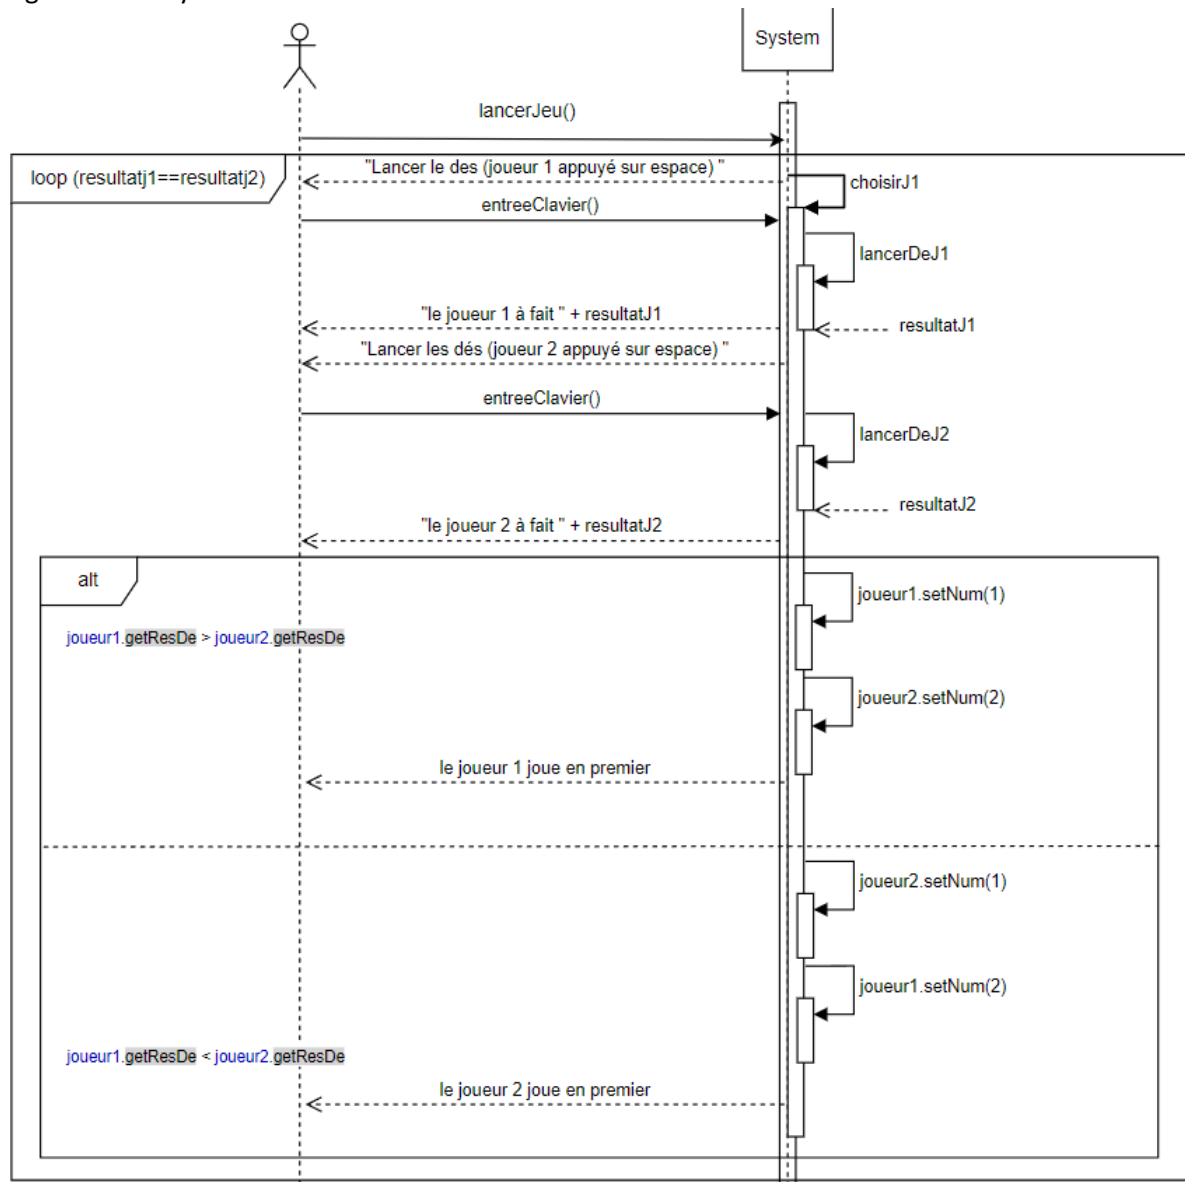 System
lancerJeu()
loop (resultatj1==resultatj2)
"Lancer le des (joueur 1 appuyé sur espace) "
choisirJ1
entreeClavier()
lancerDeJ1
"le joueur 1 à fait " + resultatJ1
resultatJ1
"Lancer les dés (joueur 2 appuyé sur espace) "
entreeClavier()
lancerDeJ2
resultatJ2
"le joueur 2 à fait " + resultatJ2
alt
joueur1.setNum(1)
joueur1.getResDe > joueur2.getResDe
joueur2.setNum(2)
le joueur 1 joue en premier
joueur2.setNum(1)
joueur1.setNum(2)
joueur1.getResDe < joueur2.getResDe
le joueur 2 joue en premier